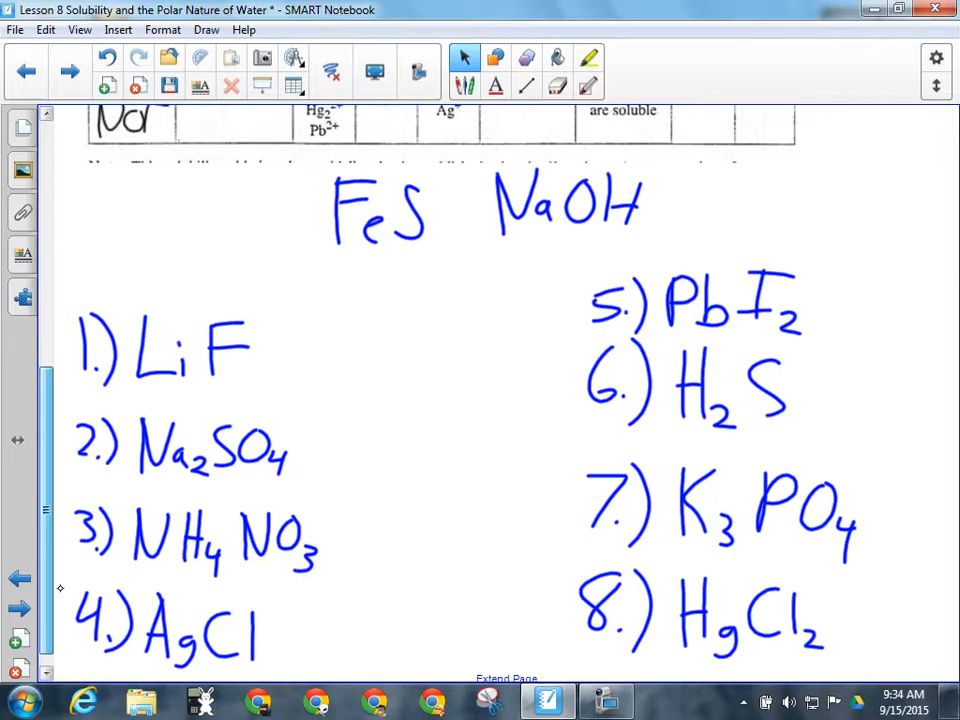 Lesson 8 Solubility and the Polar Nature of Water * - SMART Notebook
File Edit View Insert Format Draw Help
Hg₂²⁺ Ag⁺ are soluble
Pb²⁺
FeS NaOH
1.) LiF
2.) Na₂SO₄
3.) NH₄NO₃
4.) AgCl
5.) PbI₂
6.) H₂S
7.) K₃PO₄
8.) HgCl₂
Extend Page
9:34 AM
9/15/2015